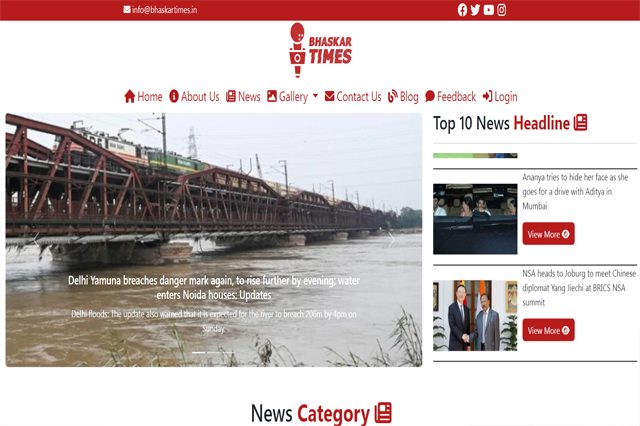 info@bhaskartimes.in
BHASKAR
TIMES
Home About Us News Gallery Contact Us Blog Feedback Login
Delhi Yamuna breaches danger mark again, to rise further by evening; water
enters Noida houses: Updates
Delhi floods: The update also warned that it is expected for the river to breach 206m by 4pm on
Sunday.
Top 10 News Headline
Ananya tries to hide her face as she
goes for a drive with Aditya in
Mumbai
View More
NSA heads to Joburg to meet Chinese
diplomat Yang Jiechi at BRICS NSA
summit
View More
News Category